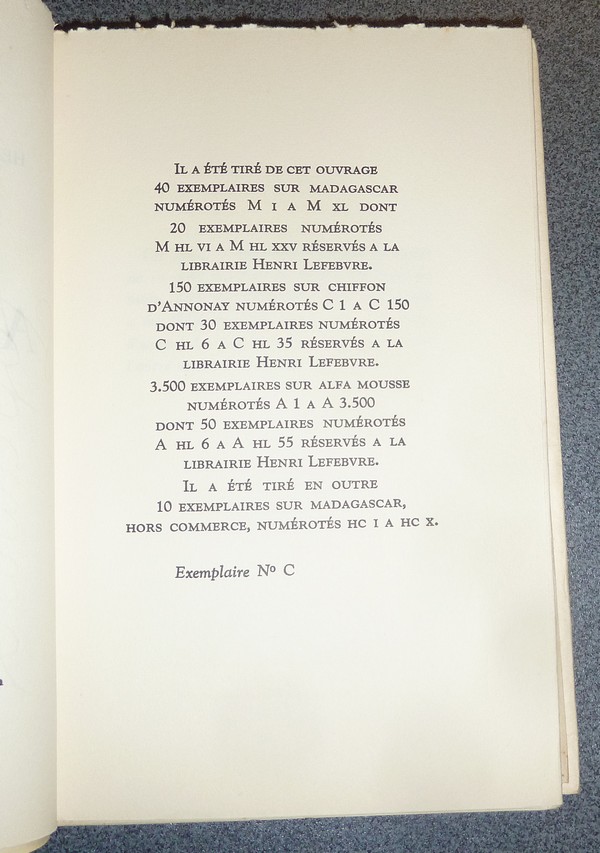 Il a été tiré de cet ouvrage
40 exemplaires sur Madagascar
numérotés M I a M XL dont
20 exemplaires numérotés
M HL VI a M HL XXV réservés a la
librairie Henri Lefebvre.
150 exemplaires sur chiffon
d'Annonay numérotés C 1 a C 150
dont 30 exemplaires numérotés
C HL 6 a C HL 35 réservés a la
librairie Henri Lefebvre.
3.500 exemplaires sur alfa mousse
numérotés A 1 a A 3.500
dont 50 exemplaires numérotés
A HL 6 a A HL 55 réservés a la
librairie Henri Lefebvre.
Il a été tiré en outre
10 exemplaires sur Madagascar,
hors commerce, numérotés HC I a HC X.
Exemplaire Nº C